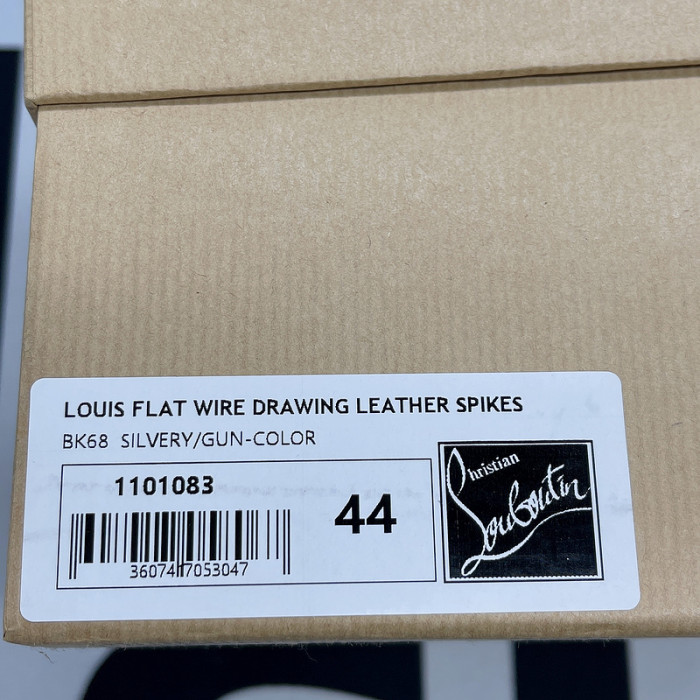 LOUIS FLAT WIRE DRAWING LEATHER SPIKES
BK68 SILVERY/GUN-COLOR
1101083
44
3607417053047
Christian
Louboutin